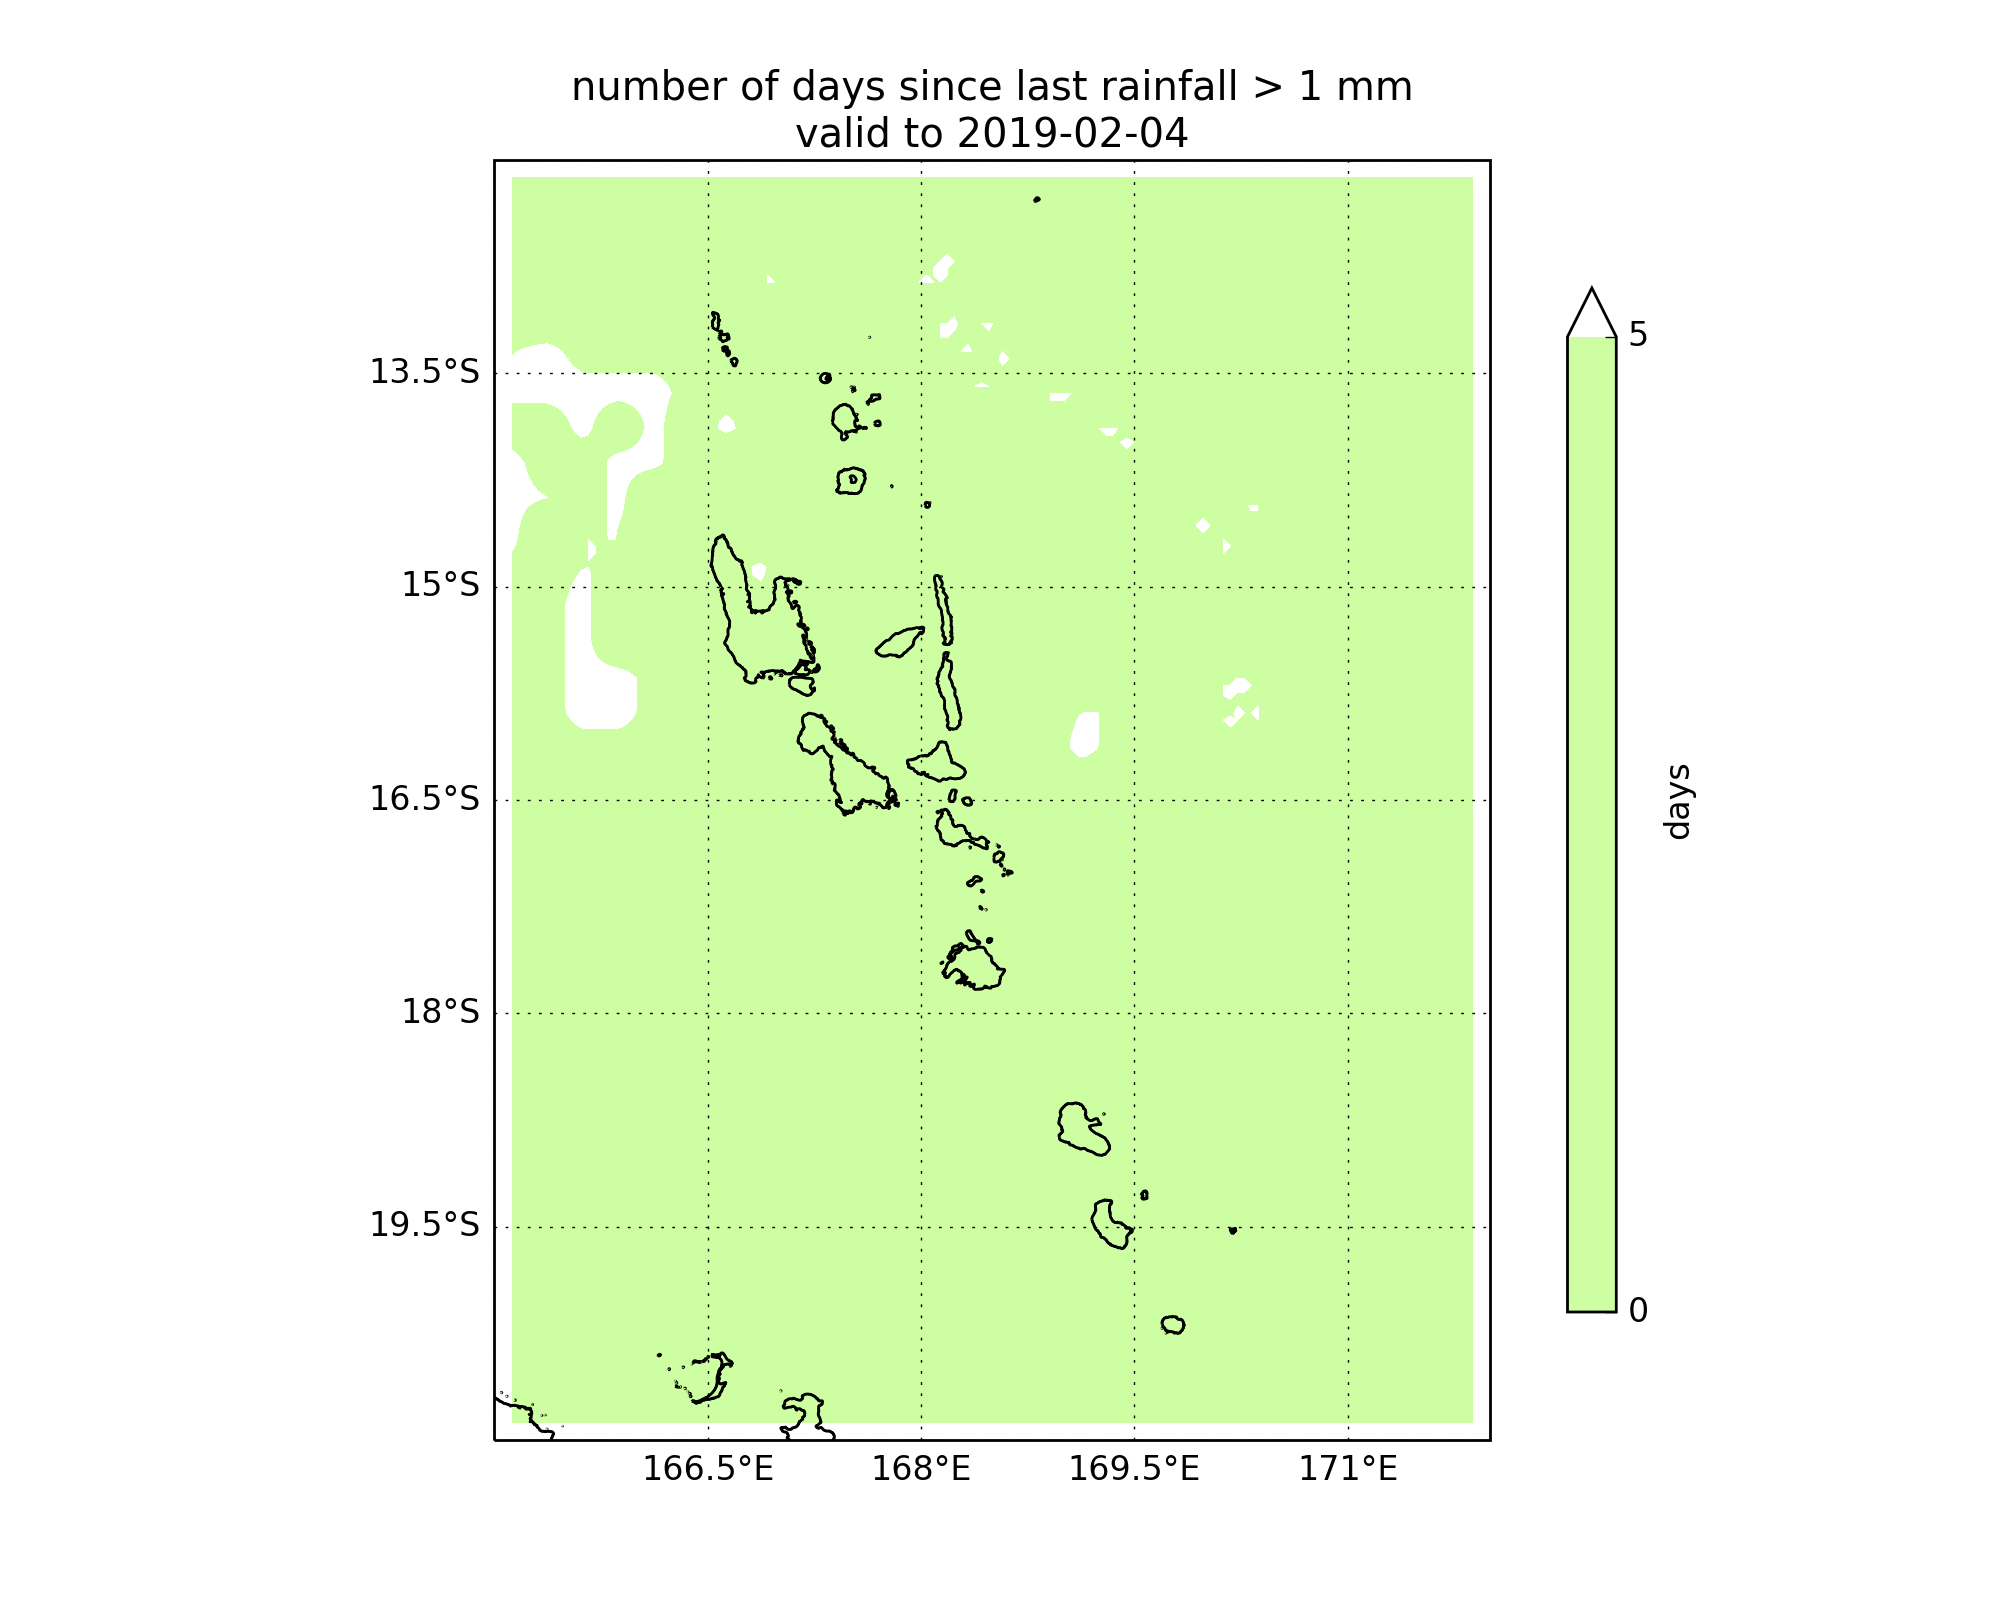 number of days since last rainfall > 1 mm
valid to 2019-02-04
13.5°S
15°S
16.5°S
18°S
19.5°S
166.5°E
168°E
169.5°E
171°E
5
days
0